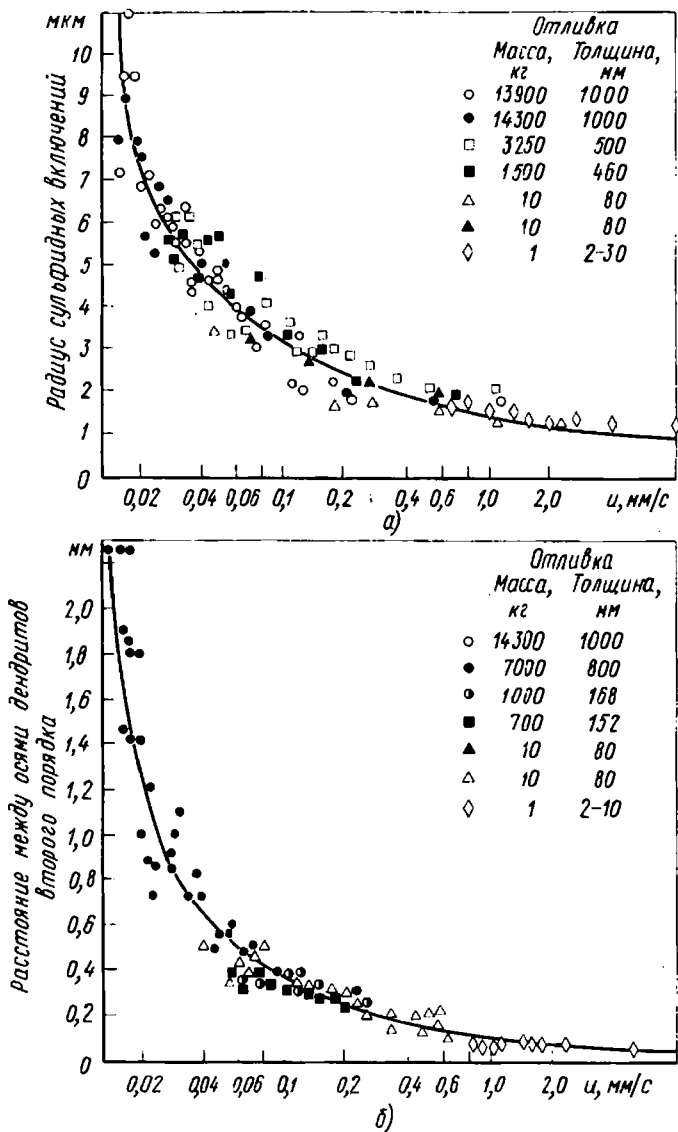 мкм
Отливка
Масса, Толщина,
кг мм
13900 1000
14300 1000
3250 500
1500 460
10 80
10 80
1 2-30
10
9
8
7
6
5
4
3
2
1
0
Радиус сульфидных включений
0,02 0,04 0,06 0,1 0,2 0,4 0,6 1,0 2,0 u, мм/с
а)
мм
Отливка
Масса, Толщина,
кг мм
14300 1000
7000 800
1000 168
700 152
10 80
10 80
1 2-10
2,0
1,8
1,4
1,2
1,0
0,8
0,6
0,4
0,2
0
Расстояние между осями дендритов
второго порядка
0,02 0,04 0,06 0,1 0,2 0,4 0,6 1,0 2,0 u, мм/с
б)